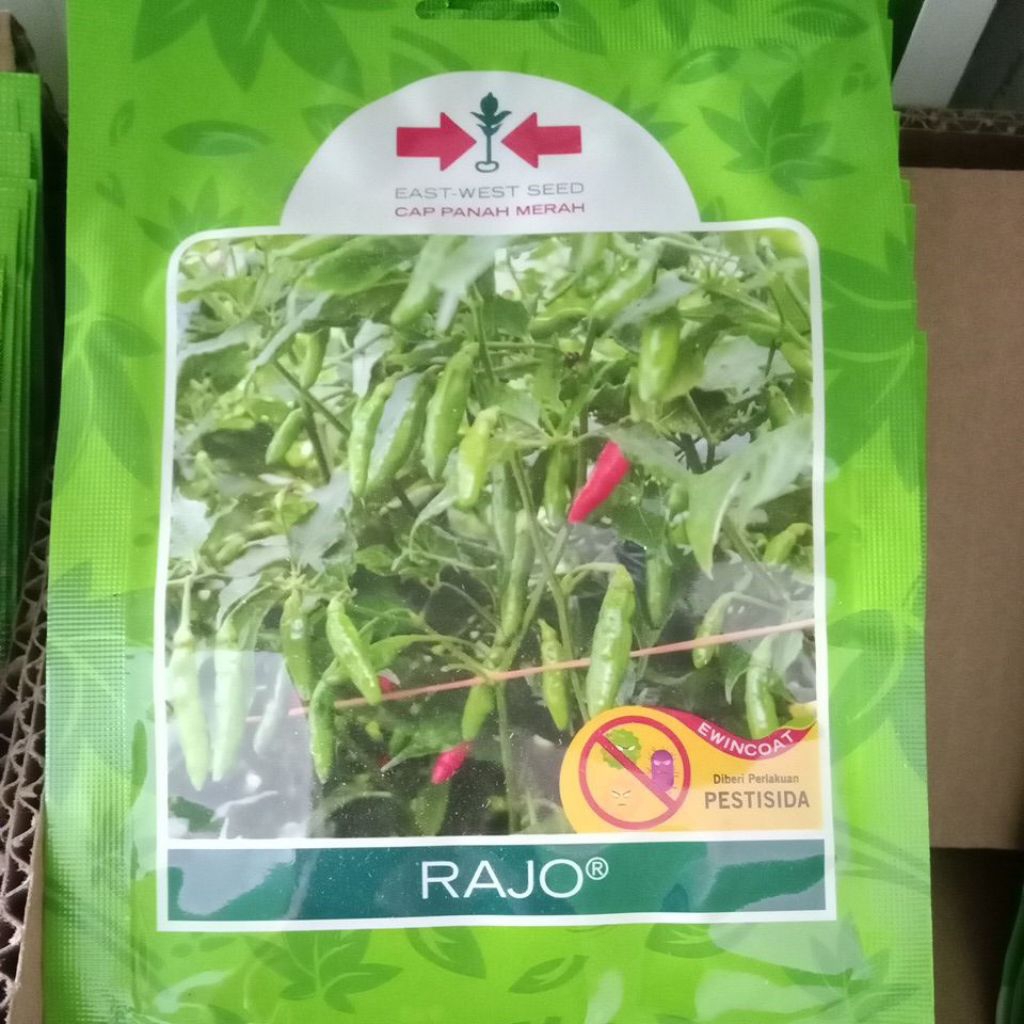 EAST-WEST SEED
CAP PANAH MERAH
EWINCOAT
Diberi Perlakuan
PESTISIDA
RAJO®